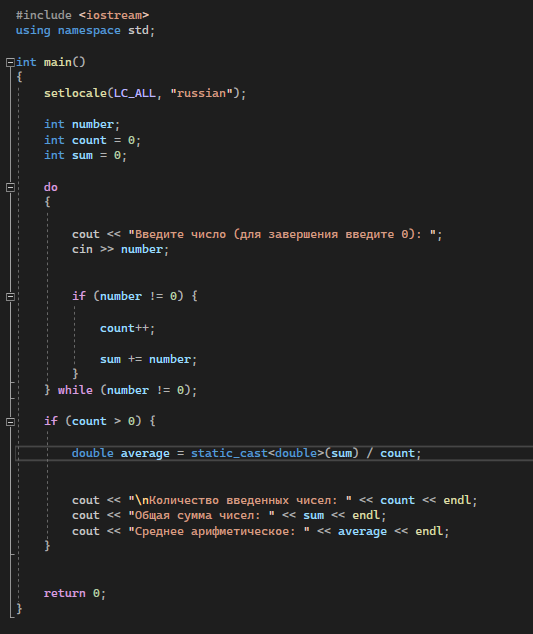 #include <iostream>
using namespace std;
int main()
{
setlocale(LC_ALL, "russian");
int number;
int count = 0;
int sum = 0;
do
{
cout << "Введите число (для завершения введите 0): ";
cin >> number;
if (number != 0) {
count++;
sum += number;
}
} while (number != 0);
if (count > 0) {
double average = static_cast<double>(sum) / count;
cout << "\nКоличество введенных чисел: " << count << endl;
cout << "Общая сумма чисел: " << sum << endl;
cout << "Среднее арифметическое: " << average << endl;
}
return 0;
}